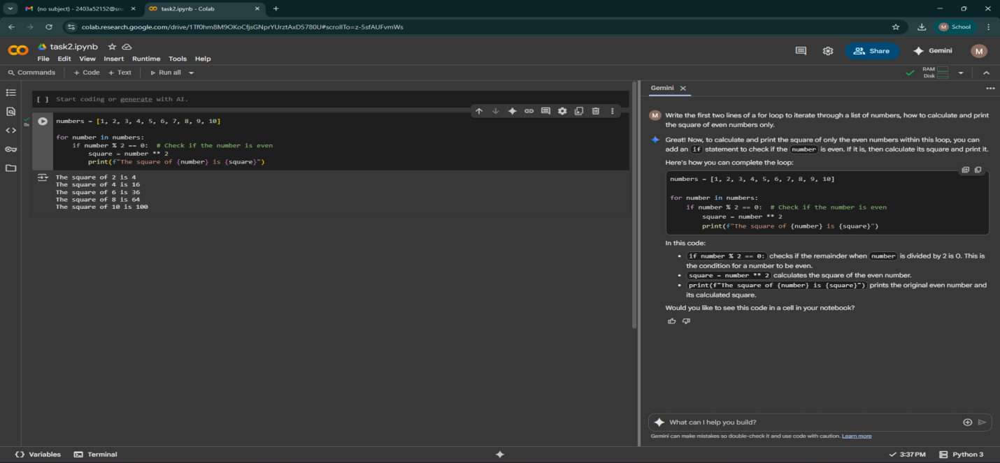 (no subject) - 2403a52152@sru
task2.ipynb - Colab
colab.research.google.com/drive/1Tf0hm8M9OKoCfjsGNprYUrztAxD5780U#scrollTo=z-5sfAUFvmWs
M School
task2.ipynb
File Edit View Insert Runtime Tools Help
Share
Gemini
M
Commands + Code + Text Run all
RAM
Disk
[ ] Start coding or generate with AI.
0s
numbers = [1, 2, 3, 4, 5, 6, 7, 8, 9, 10]
for number in numbers:
if number % 2 == 0: # Check if the number is even
square = number ** 2
print(f"The square of {number} is {square}")
The square of 2 is 4
The square of 4 is 16
The square of 6 is 36
The square of 8 is 64
The square of 10 is 100
Gemini
M
Write the first two lines of a for loop to iterate through a list of numbers, how to calculate and print
the square of even numbers only.
Great! Now, to calculate and print the square of only the even numbers within this loop, you can
add an if statement to check if the number is even. If it is, then calculate its square and print it.
Here's how you can complete the loop:
numbers = [1, 2, 3, 4, 5, 6, 7, 8, 9, 10]
for number in numbers:
if number % 2 == 0: # Check if the number is even
square = number ** 2
print(f"The square of {number} is {square}")
In this code:
• if number % 2 == 0: checks if the remainder when number is divided by 2 is 0. This is
the condition for a number to be even.
• square = number ** 2 calculates the square of the even number.
• print(f"The square of {number} is {square}") prints the original even number and
its calculated square.
Would you like to see this code in a cell in your notebook?
What can I help you build?
Gemini can make mistakes so double-check it and use code with caution. Learn more
Variables Terminal
3:37 PM Python 3